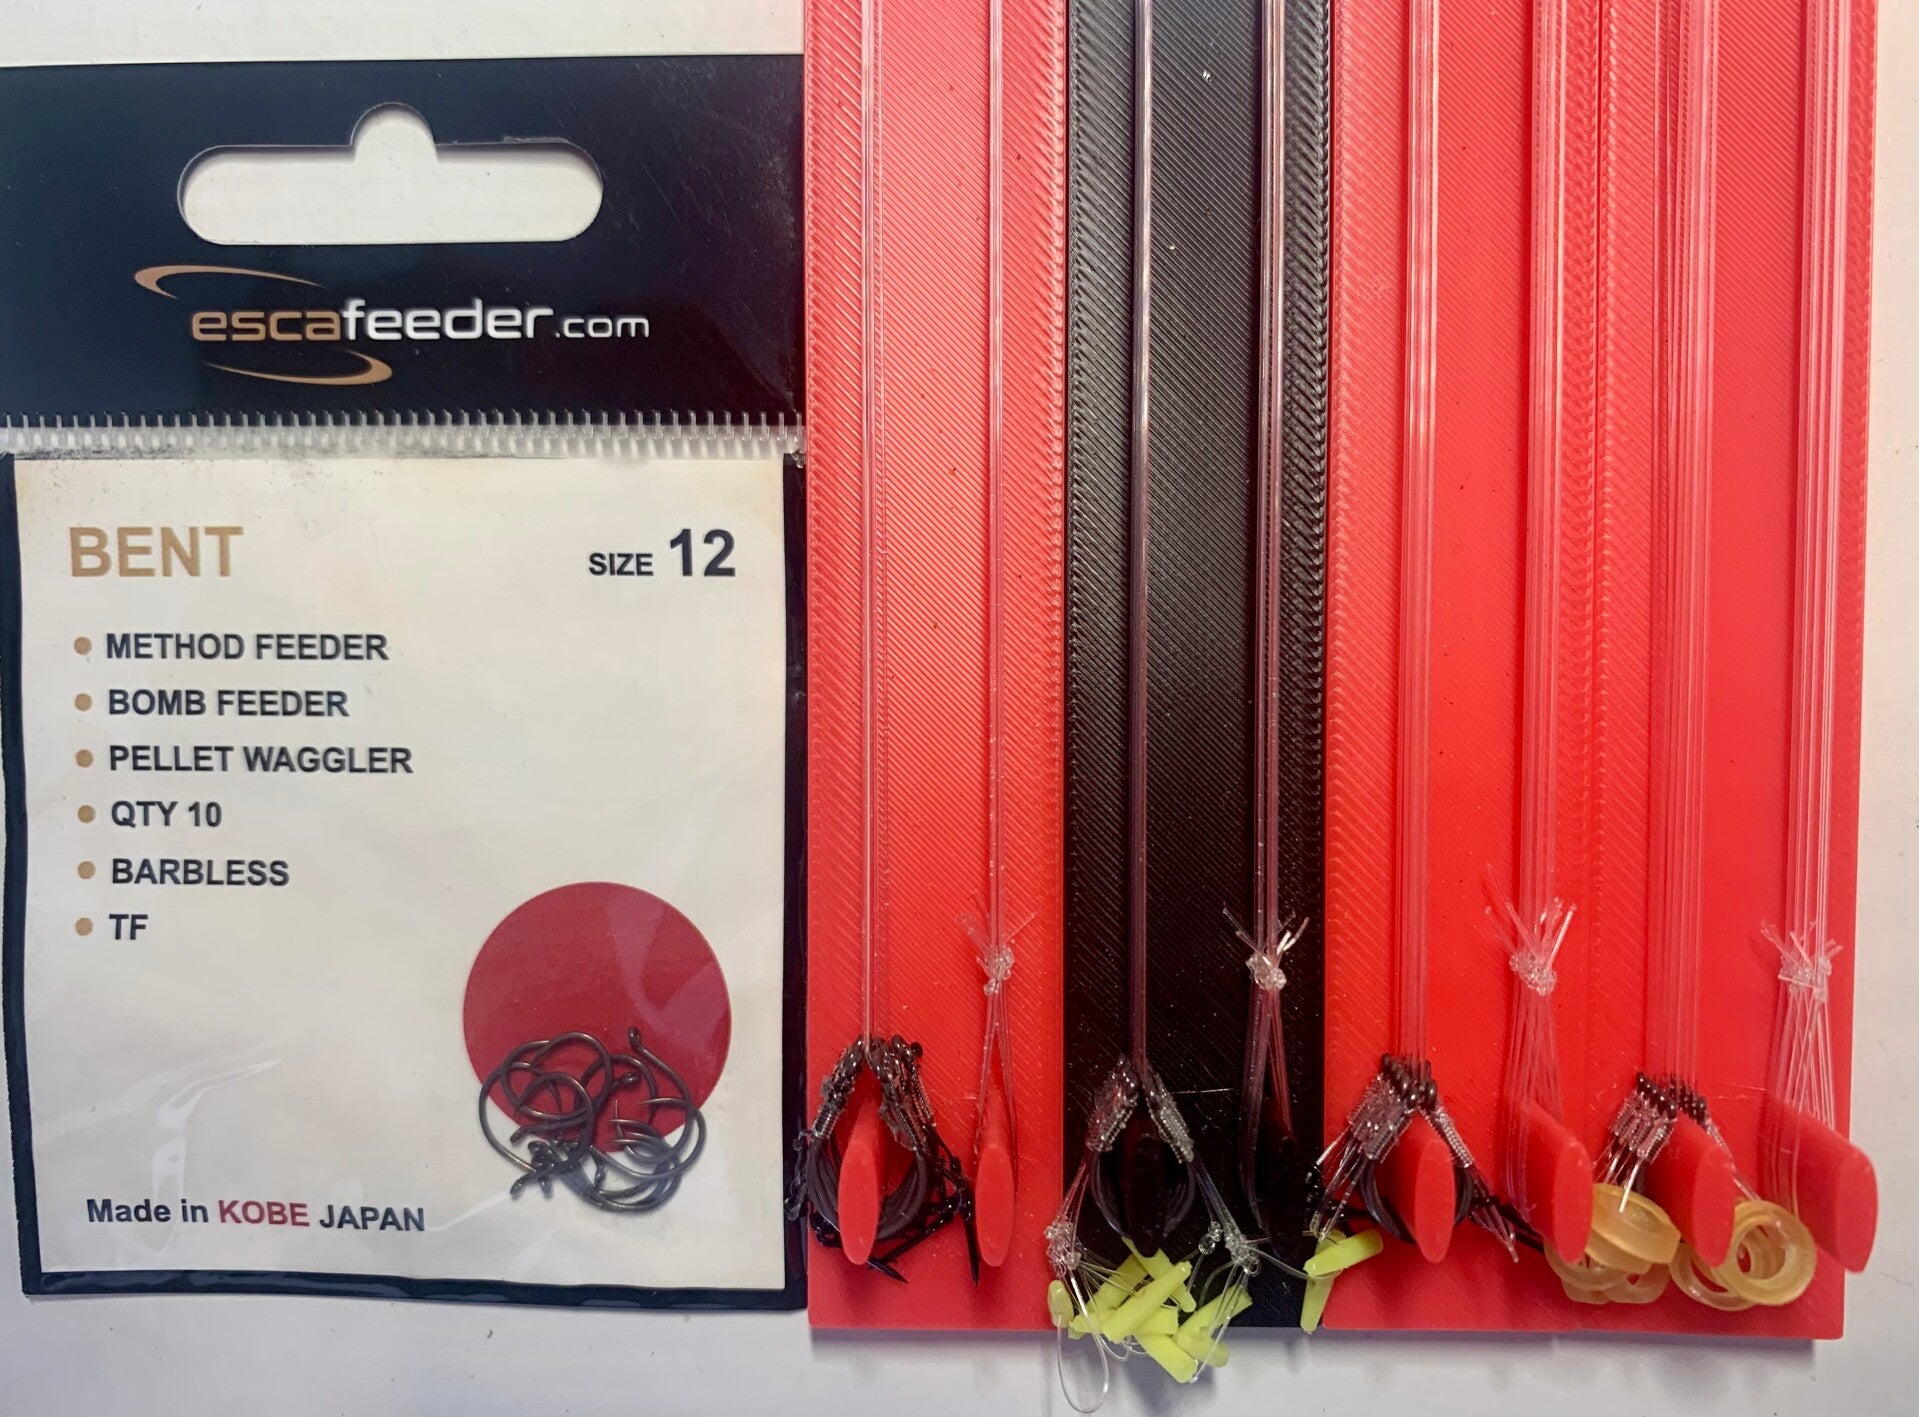 escafeeder.com
BENT
SIZE 12
METHOD FEEDER
BOMB FEEDER
PELLET WAGGLER
QTY 10
BARBLESS
TF
Made in KOBE JAPAN